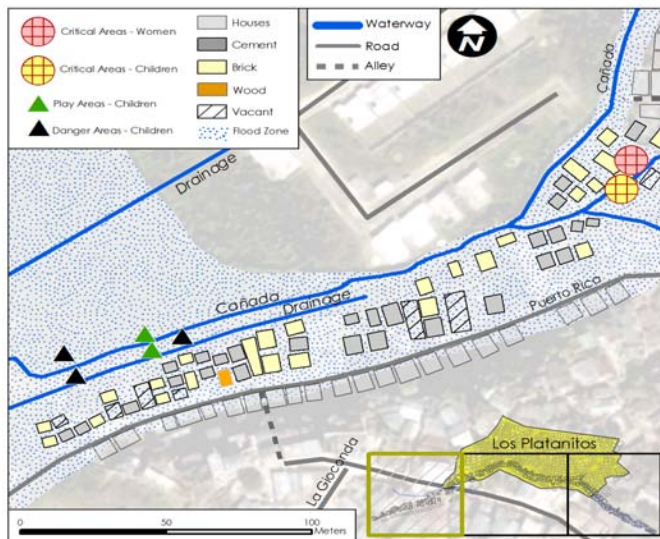 Critical Areas - Women
Critical Areas - Children
Play Areas - Children
Danger Areas - Children
Houses
Cement
Brick
Wood
Vacant
Flood Zone
Waterway
Road
Alley
N
Cañada
Drainage
Cañada
Drainage
Puerto Rico
La Gioconda
Los Platanitos
0 50 100
Meters